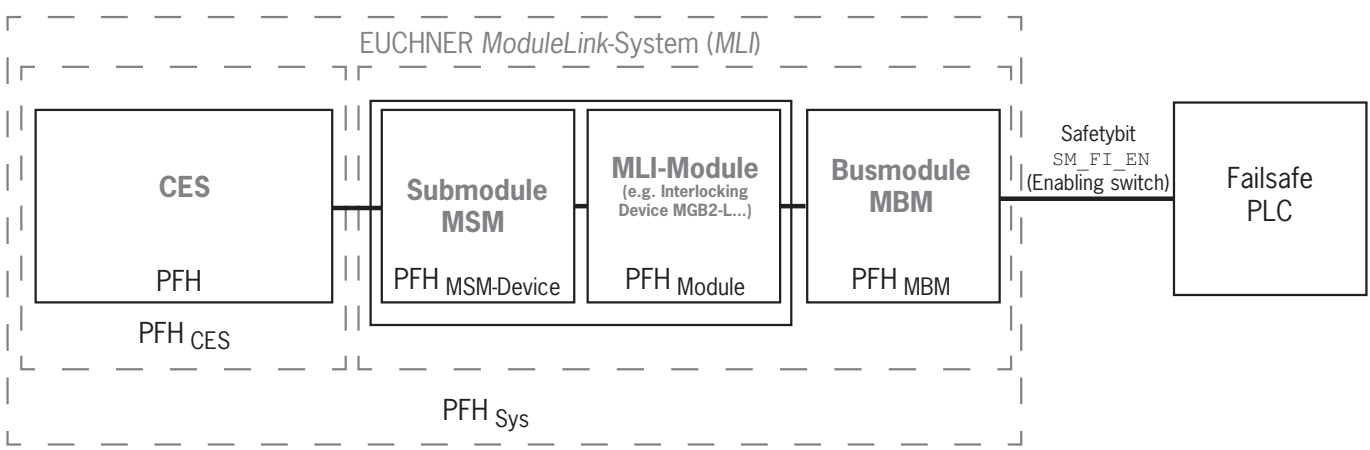 EUCHNER ModuleLink-System (MLI)
CES
PFH
PFH CES
Submodule
MSM
PFH MSM-Device
MLI-Module
(e.g. Interlocking
Device MGB2-L...)
PFH Module
Busmodule
MBM
PFH MBM
PFH Sys
Safetybit
SM_FI_EN
(Enabling switch)
Failsafe
PLC